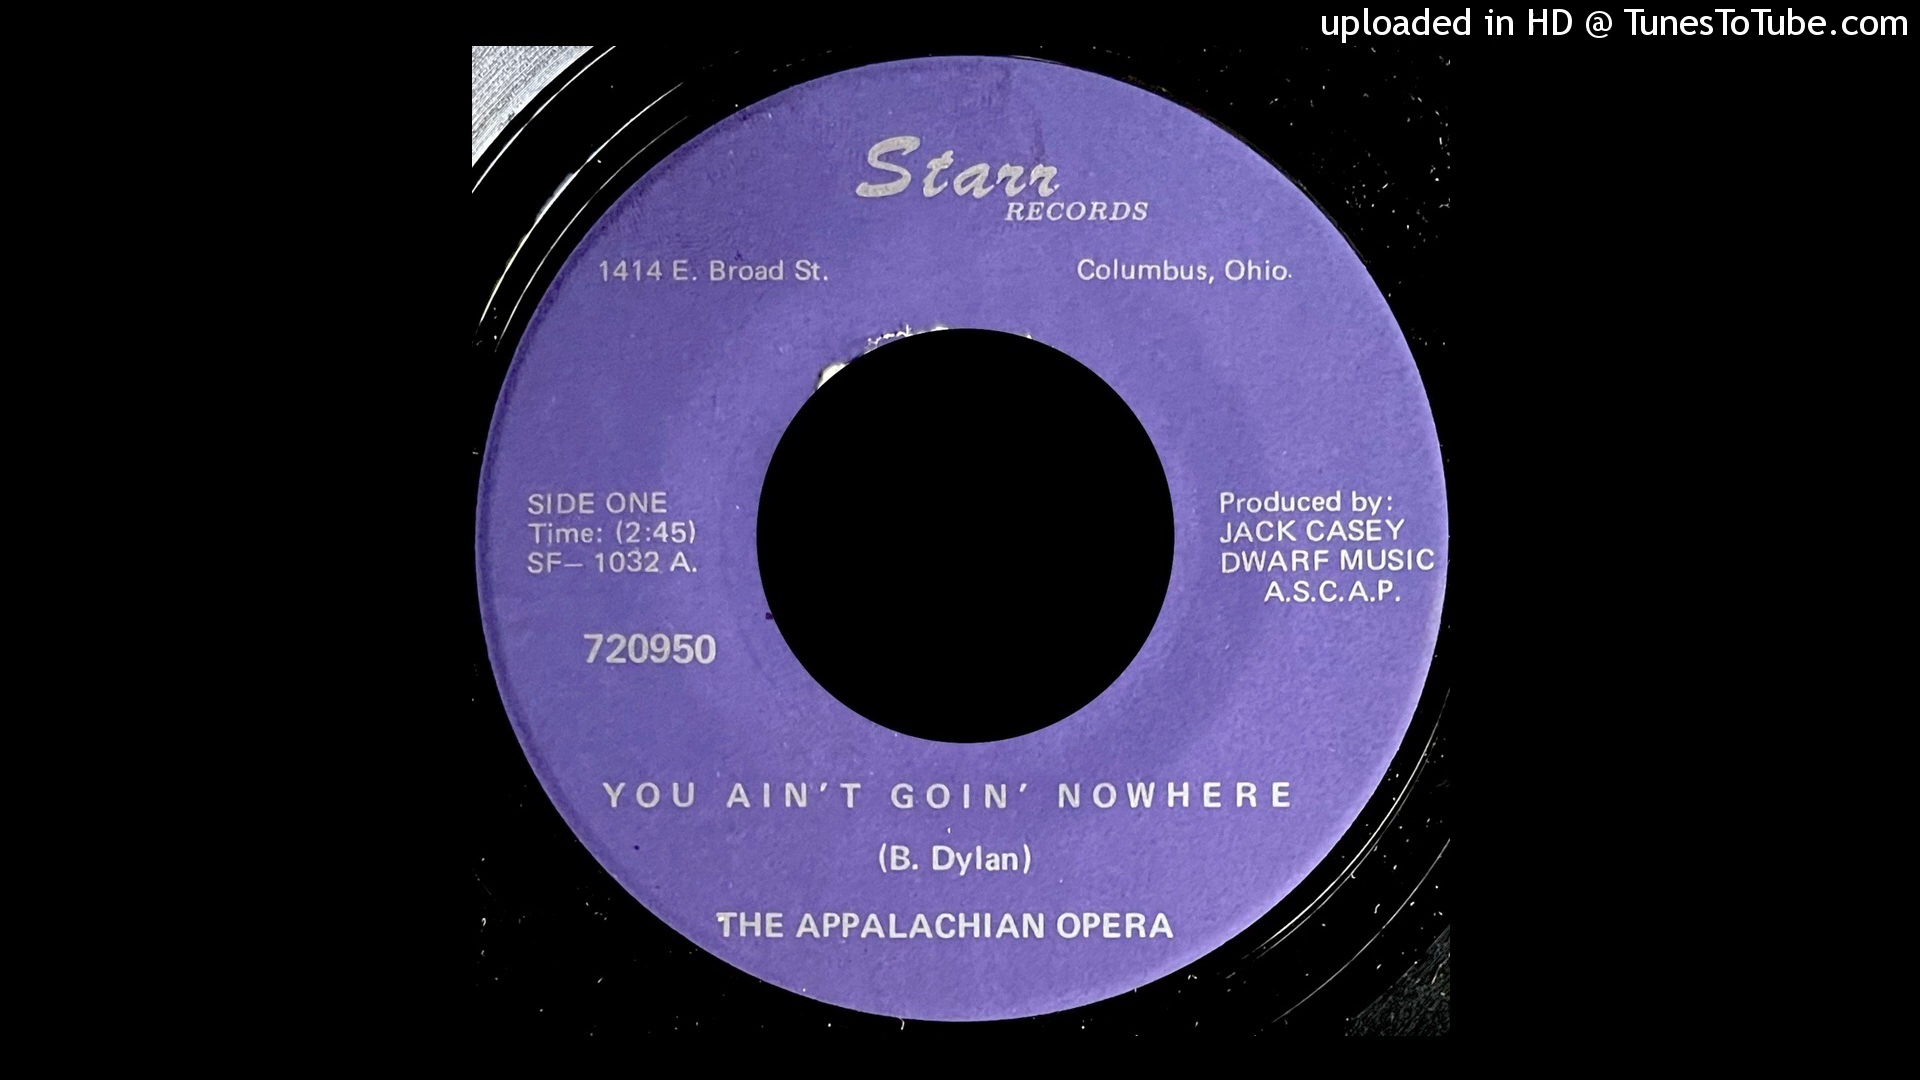 uploaded in HD @ TunesToTube.com
Starr
RECORDS
1414 E. Broad St.
Columbus, Ohio.
SIDE ONE
Time: (2:45)
SF– 1032 A.
720950
Produced by:
JACK CASEY
DWARF MUSIC
A.S.C.A.P.
YOU AIN'T GOIN' NOWHERE
(B. Dylan)
THE APPALACHIAN OPERA